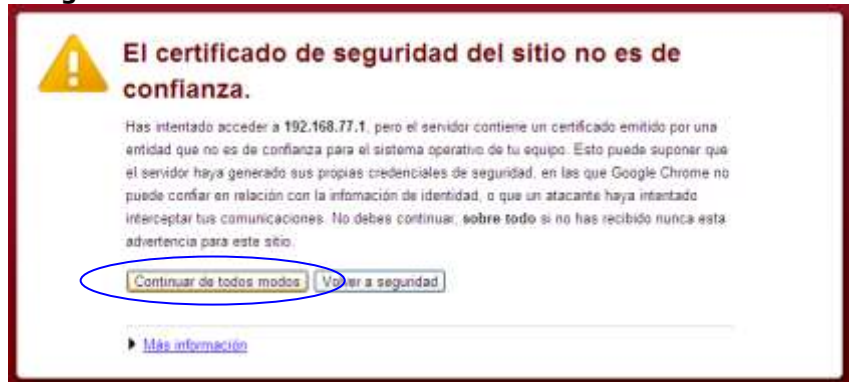 El certificado de seguridad del sitio no es de
confianza.
Has intentado acceder a 192.168.77.1, pero el servidor contiene un certificado emitido por una
entidad que no es de confianza para el sistema operativo de tu equipo. Esto puede suponer que
el servidor haya generado sus propias credenciales de seguridad, en las que Google Chrome no
puede confiar en relación con la infomación de identidad, o que un atacante haya intentado
interceptar tus comunicaciones. No debes continuar, sobre todo si no has recibido nunca esta
advertencia para este sitio.
Continuar de todos modos Volver a seguridad
Más información